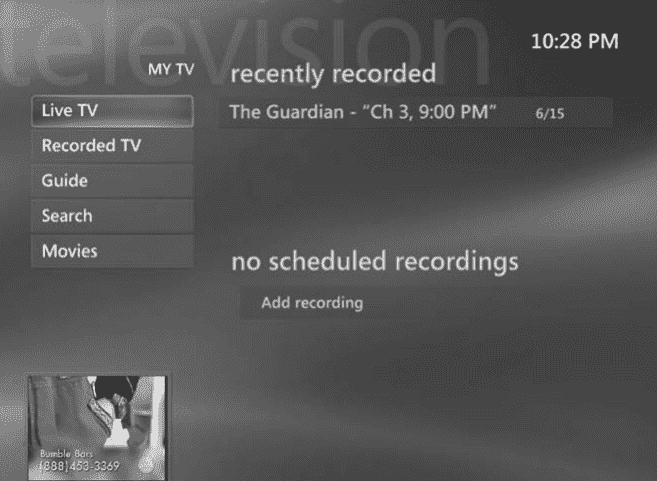 television
10:28 PM
MY TV
recently recorded
Live TV
The Guardian - “Ch 3, 9:00 PM” 6/15
Recorded TV
Guide
Search
Movies
no scheduled recordings
Add recording
Bumble Bars
(888)453-3369